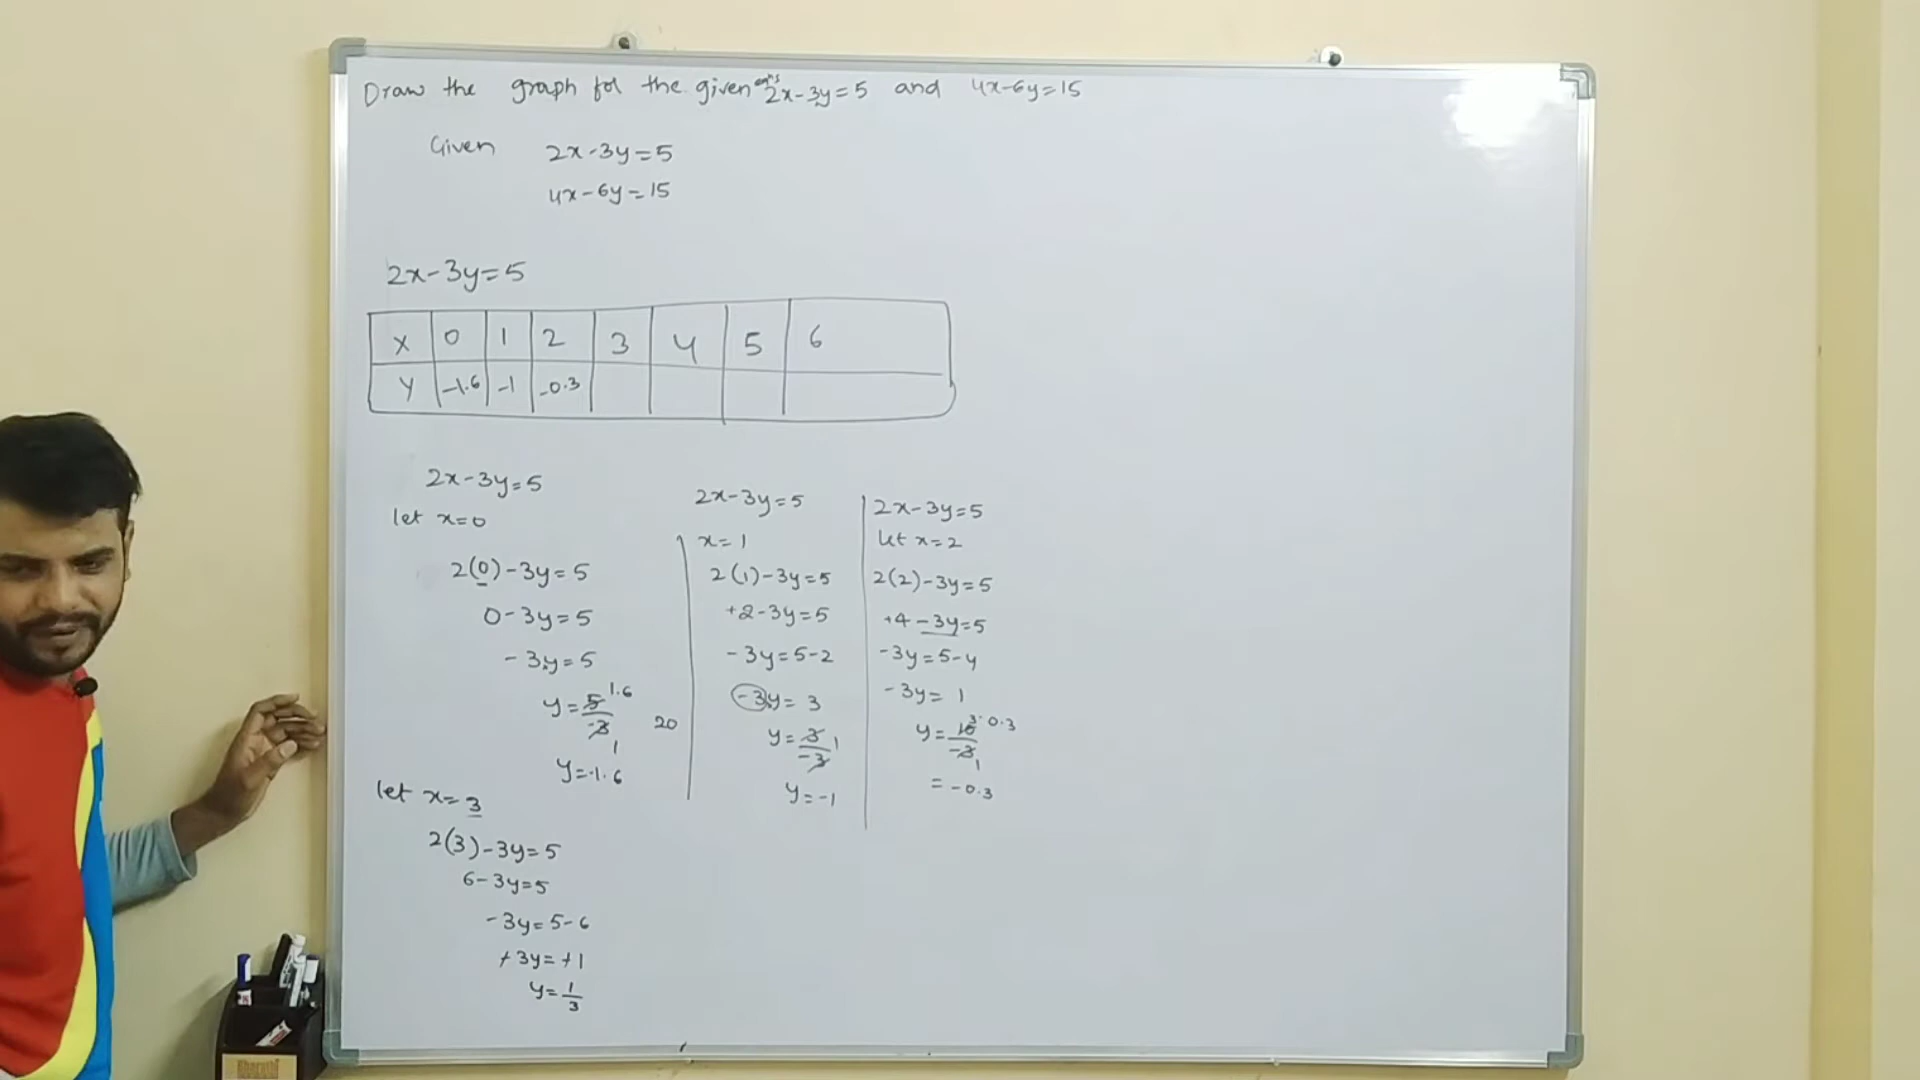 Draw the graph for the given eqn's 2x-3y=5 and 4x-6y=15
Given 2x-3y=5
4x-6y=15
2x-3y=5
X 0 1 2 3 4 5 6
Y -1.6 -1 -0.3
2x-3y=5
let x=0
2(0)-3y=5
0-3y=5
-3y=5
y=5/-3 1.6
1
y=-1.6
20
let x=3
2(3)-3y=5
6-3y=5
-3y=5-6
+3y=+1
y=1/3
2x-3y=5
x=1
2(1)-3y=5
+2-3y=5
-3y=5-2
-3y=3
y=3/-3 1
y=-1
2x-3y=5
let x=2
2(2)-3y=5
+4-3y=5
-3y=5-4
-3y=1
y=10/-3 3 0.3
1
=-0.3
Bharathi